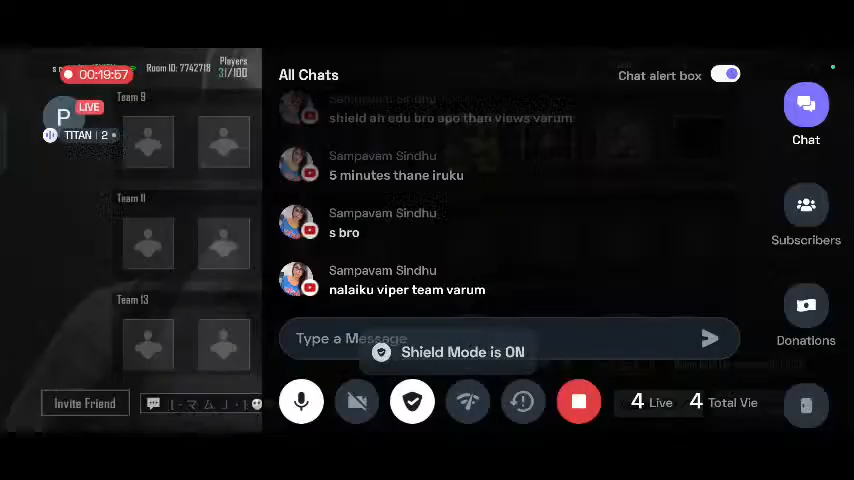 Room ID: 7742718
Players
31/100
00:19:57
P
LIVE
TITAN | 2
Team 9
Team 11
Team 13
Invite Friend
All Chats
Chat alert box
Sampavam Sindhu
shield ah edu bro apo than views varum
Sampavam Sindhu
5 minutes thane iruku
Sampavam Sindhu
s bro
Sampavam Sindhu
nalaiku viper team varum
Type a Message
Shield Mode is ON
4 Live
4 Total Vie
Chat
Subscribers
Donations